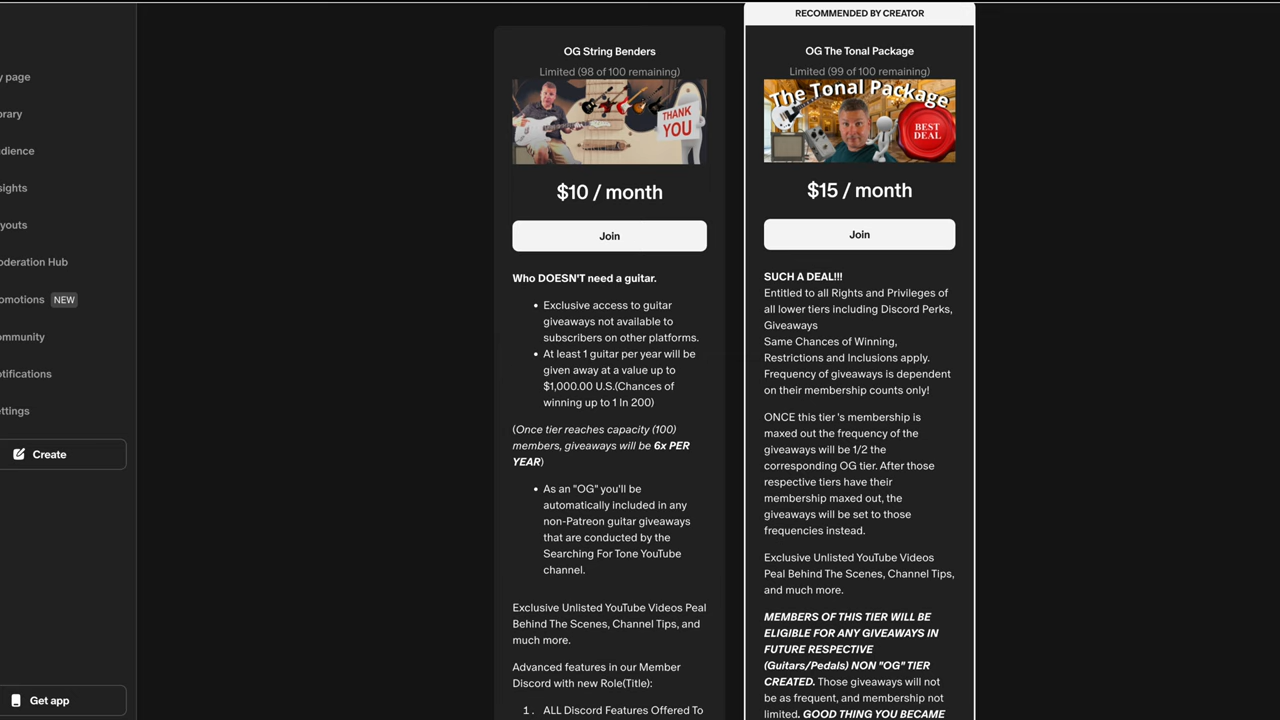 y page
brary
dience
sights
youts
oderation Hub
omotions NEW
ommunity
otifications
ettings
Create
Get app
OG String Benders
Limited (98 of 100 remaining)
THANK
YOU
$10 / month
Join
Who DOESN'T need a guitar.
• Exclusive access to guitar
giveaways not available to
subscribers on other platforms.
• At least 1 guitar per year will be
given away at a value up to
$1,000.00 U.S.(Chances of
winning up to 1 In 200)
(Once tier reaches capacity (100)
members, giveaways will be 6x PER
YEAR)
• As an "OG" you'll be
automatically included in any
non-Patreon guitar giveaways
that are conducted by the
Searching For Tone YouTube
channel.
Exclusive Unlisted YouTube Videos Peal
Behind The Scenes, Channel Tips, and
much more.
Advanced features in our Member
Discord with new Role(Title):
1. ALL Discord Features Offered To
RECOMMENDED BY CREATOR
OG The Tonal Package
Limited (99 of 100 remaining)
The Tonal Package
BEST
DEAL
$15 / month
Join
SUCH A DEAL!!!
Entitled to all Rights and Privileges of
all lower tiers including Discord Perks,
Giveaways
Same Chances of Winning,
Restrictions and Inclusions apply.
Frequency of giveaways is dependent
on their membership counts only!
ONCE this tier 's membership is
maxed out the frequency of the
giveaways will be 1/2 the
corresponding OG tier. After those
respective tiers have their
membership maxed out, the
giveaways will be set to those
frequencies instead.
Exclusive Unlisted YouTube Videos
Peal Behind The Scenes, Channel Tips,
and much more.
MEMBERS OF THIS TIER WILL BE
ELIGIBLE FOR ANY GIVEAWAYS IN
FUTURE RESPECTIVE
(Guitars/Pedals) NON "OG" TIER
CREATED. Those giveaways will not
be as frequent, and membership not
limited. GOOD THING YOU BECAME